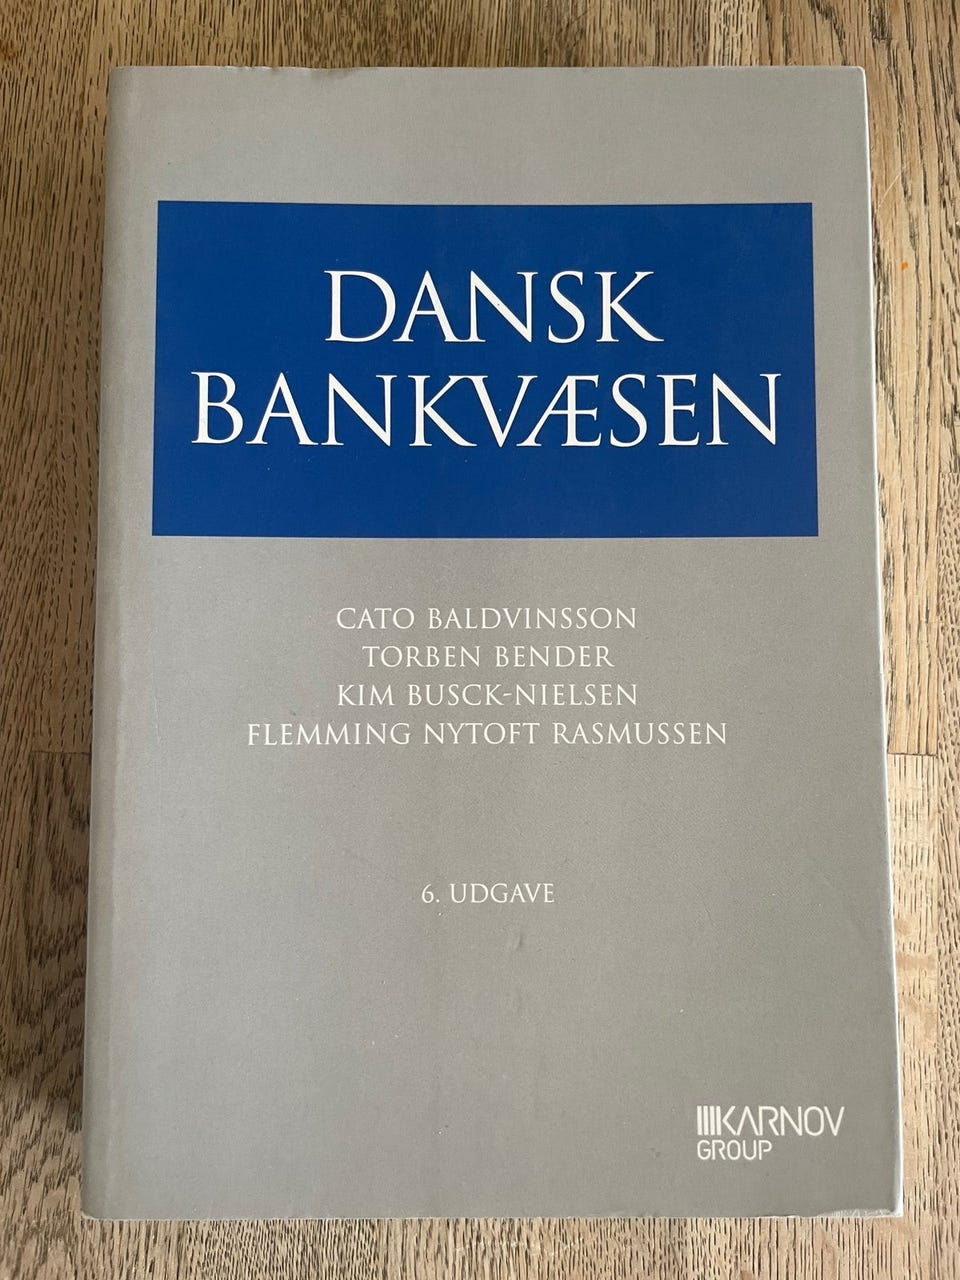 DANSK
BANKVÆSEN
CATO BALDVINSSON
TORBEN BENDER
KIM BUSCK-NIELSEN
FLEMMING NYTOFT RASMUSSEN
6. UDGAVE
KARNOV
GROUP